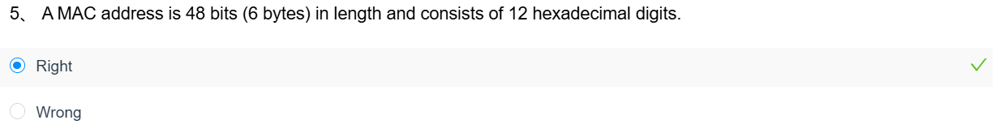 5、 A MAC address is 48 bits (6 bytes) in length and consists of 12 hexadecimal digits.
Right
Wrong